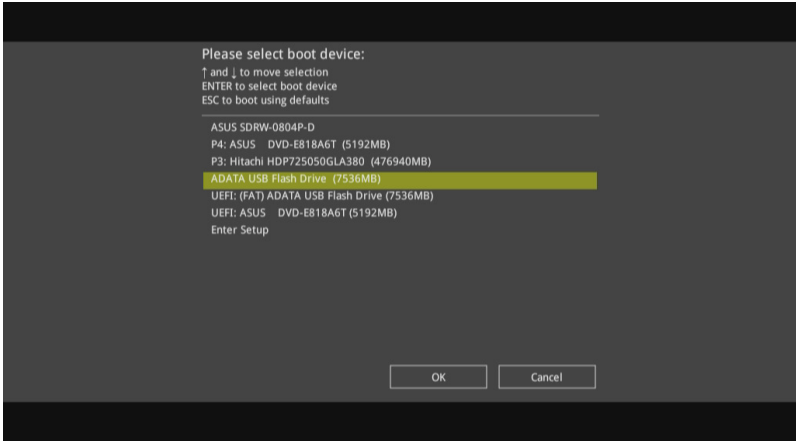 Please select boot device:
↑ and ↓ to move selection
ENTER to select boot device
ESC to boot using defaults
ASUS SDRW-0804P-D
P4: ASUS DVD-E818A6T (5192MB)
P3: Hitachi HDP725050GLA380 (476940MB)
ADATA USB Flash Drive (7536MB)
UEFI: (FAT) ADATA USB Flash Drive (7536MB)
UEFI: ASUS DVD-E818A6T (5192MB)
Enter Setup
OK Cancel